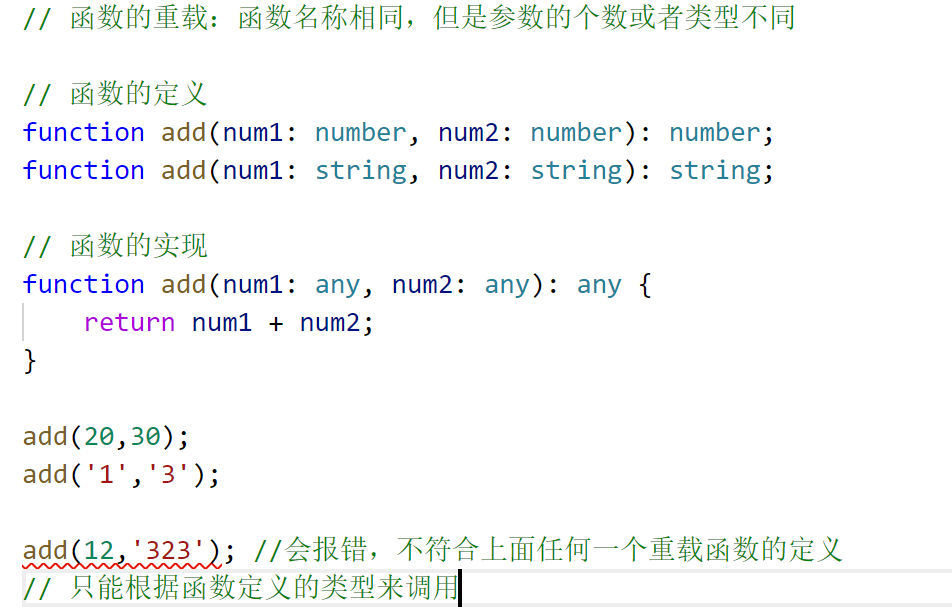 // 函数的重载：函数名称相同，但是参数的个数或者类型不同
// 函数的定义
function add(num1: number, num2: number): number;
function add(num1: string, num2: string): string;
// 函数的实现
function add(num1: any, num2: any): any {
return num1 + num2;
}
add(20,30);
add('1','3');
add(12,'323'); //会报错，不符合上面任何一个重载函数的定义
// 只能根据函数定义的类型来调用